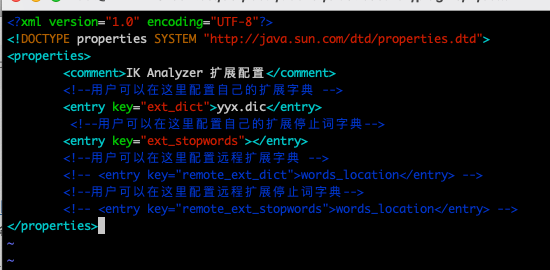 <?xml version="1.0" encoding="UTF-8"?>
<!DOCTYPE properties SYSTEM "http://java.sun.com/dtd/properties.dtd">
<properties>
<comment>IK Analyzer 扩展配置</comment>
<!--用户可以在这里配置自己的扩展字典 -->
<entry key="ext_dict">yyx.dic</entry>
<!--用户可以在这里配置自己的扩展停止词字典-->
<entry key="ext_stopwords"></entry>
<!--用户可以在这里配置远程扩展字典 -->
<!-- <entry key="remote_ext_dict">words_location</entry> -->
<!--用户可以在这里配置远程扩展停止词字典-->
<!-- <entry key="remote_ext_stopwords">words_location</entry> -->
</properties>
~
~